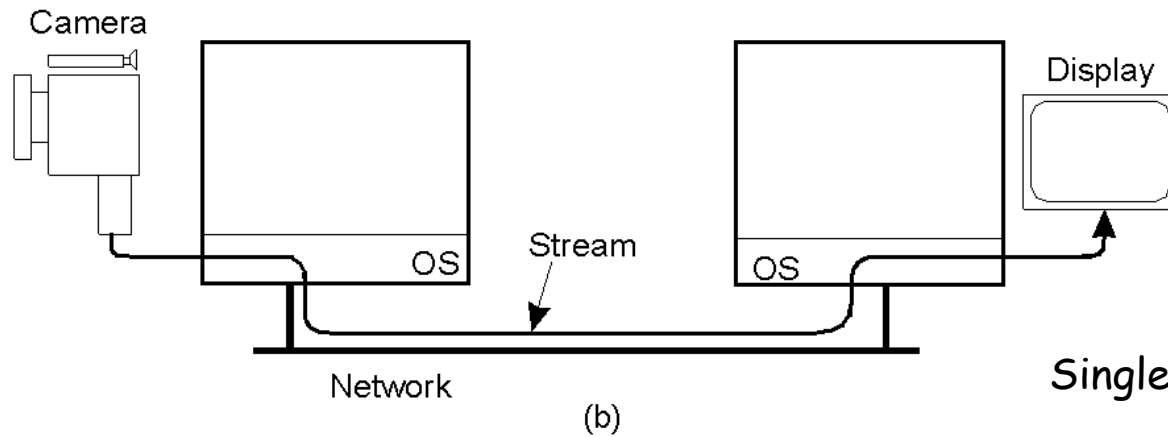 Camera
Display
Stream
OS
OS
Network
Single
(b)